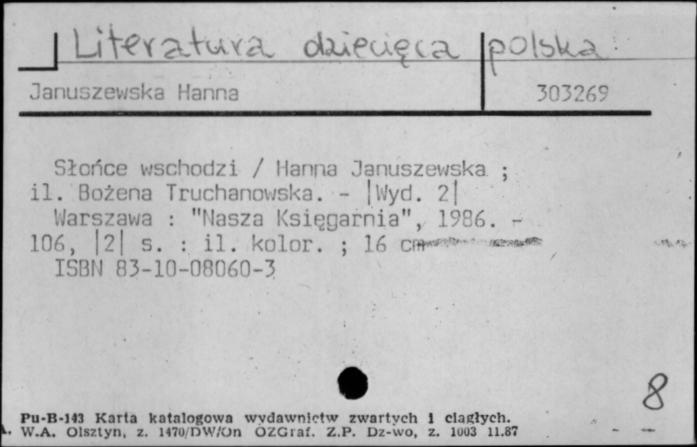 Literatura dziecięca polska
Januszewska Hanna 303269
Słońce wschodzi / Hanna Januszewska ;
il. Bożena Truchanowska. - |Wyd. 2|
Warszawa : "Nasza Księgarnia", 1986. -
106, |2| s. : il. kolor. ; 16 cm
ISBN 83-10-08060-3
8
Pu-B-143 Karta katalogowa wydawnictw zwartych i ciągłych.
W.A. Olsztyn, z. 1470/DW/On OZGraf. Z.P. Dz-wo, z. 1003 11.87